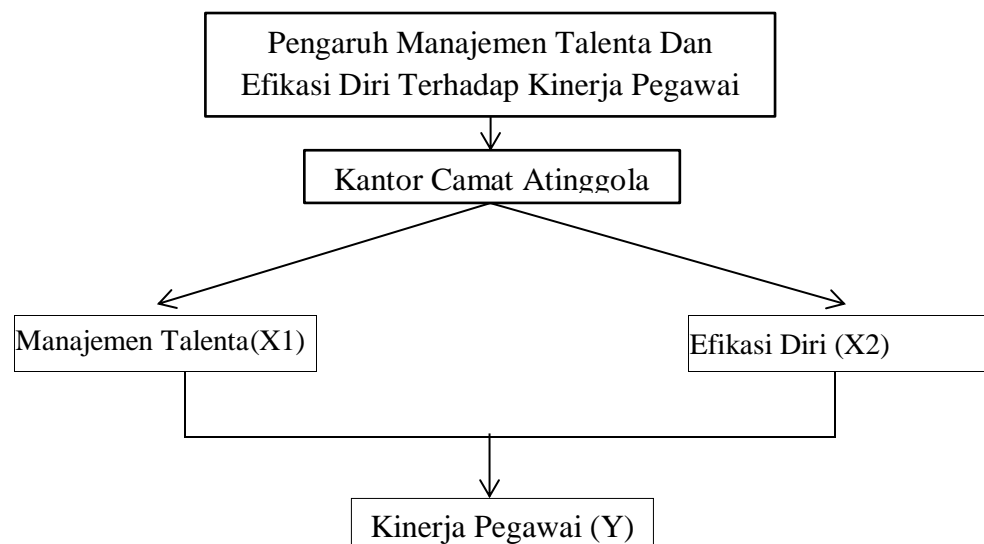 Pengaruh Manajemen Talenta Dan
Efikasi Diri Terhadap Kinerja Pegawai
Kantor Camat Atinggola
Manajemen Talenta(X1)
Efikasi Diri (X2)
Kinerja Pegawai (Y)